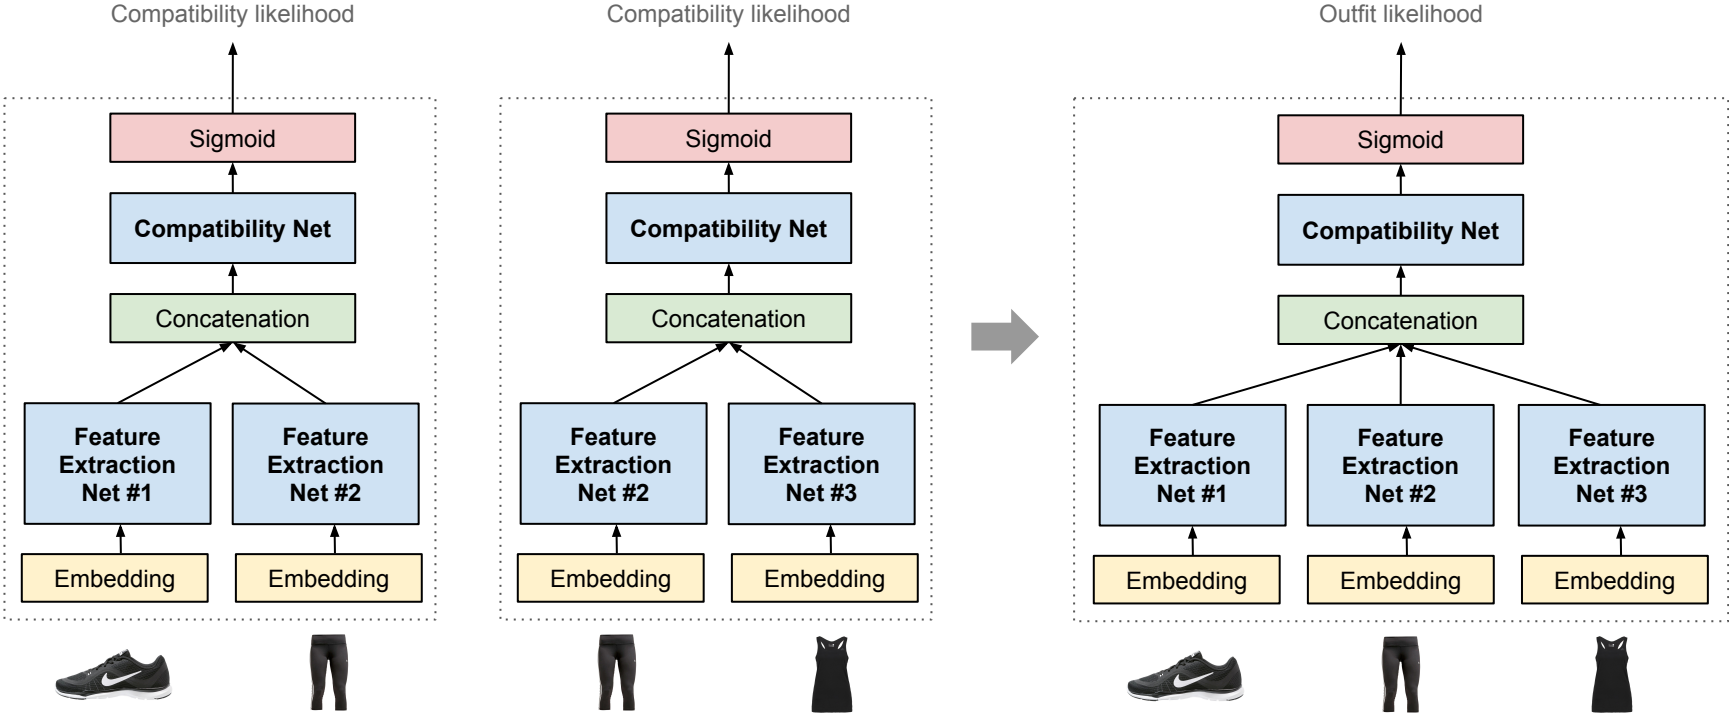 Compatibility likelihood
Sigmoid
Compatibility Net
Concatenation
Feature
Extraction
Net #1
Feature
Extraction
Net #2
Embedding
Embedding
Compatibility likelihood
Sigmoid
Compatibility Net
Concatenation
Feature
Extraction
Net #2
Feature
Extraction
Net #3
Embedding
Embedding
Outfit likelihood
Sigmoid
Compatibility Net
Concatenation
Feature
Extraction
Net #1
Feature
Extraction
Net #2
Feature
Extraction
Net #3
Embedding
Embedding
Embedding